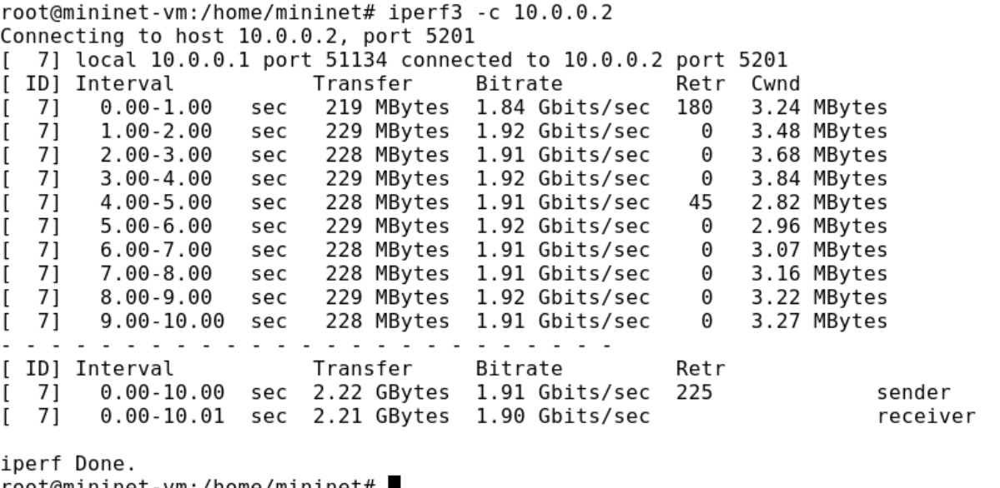 root@mininet-vm:/home/mininet# iperf3 -c 10.0.0.2
Connecting to host 10.0.0.2, port 5201
[  7] local 10.0.0.1 port 51134 connected to 10.0.0.2 port 5201
[ ID] Interval           Transfer     Bitrate         Retr  Cwnd
[  7]   0.00-1.00   sec   219 MBytes  1.84 Gbits/sec  180   3.24 MBytes
[  7]   1.00-2.00   sec   229 MBytes  1.92 Gbits/sec    0   3.48 MBytes
[  7]   2.00-3.00   sec   228 MBytes  1.91 Gbits/sec    0   3.68 MBytes
[  7]   3.00-4.00   sec   229 MBytes  1.92 Gbits/sec    0   3.84 MBytes
[  7]   4.00-5.00   sec   228 MBytes  1.91 Gbits/sec   45   2.82 MBytes
[  7]   5.00-6.00   sec   229 MBytes  1.92 Gbits/sec    0   2.96 MBytes
[  7]   6.00-7.00   sec   228 MBytes  1.91 Gbits/sec    0   3.07 MBytes
[  7]   7.00-8.00   sec   228 MBytes  1.91 Gbits/sec    0   3.16 MBytes
[  7]   8.00-9.00   sec   229 MBytes  1.92 Gbits/sec    0   3.22 MBytes
[  7]   9.00-10.00  sec   228 MBytes  1.91 Gbits/sec    0   3.27 MBytes
- - - - - - - - - - - - - - - - - - - - - - - - -
[ ID] Interval           Transfer     Bitrate         Retr
[  7]   0.00-10.00  sec  2.22 GBytes  1.91 Gbits/sec  225             sender
[  7]   0.00-10.01  sec  2.21 GBytes  1.90 Gbits/sec                  receiver

iperf Done.
root@mininet-vm:/home/mininet#